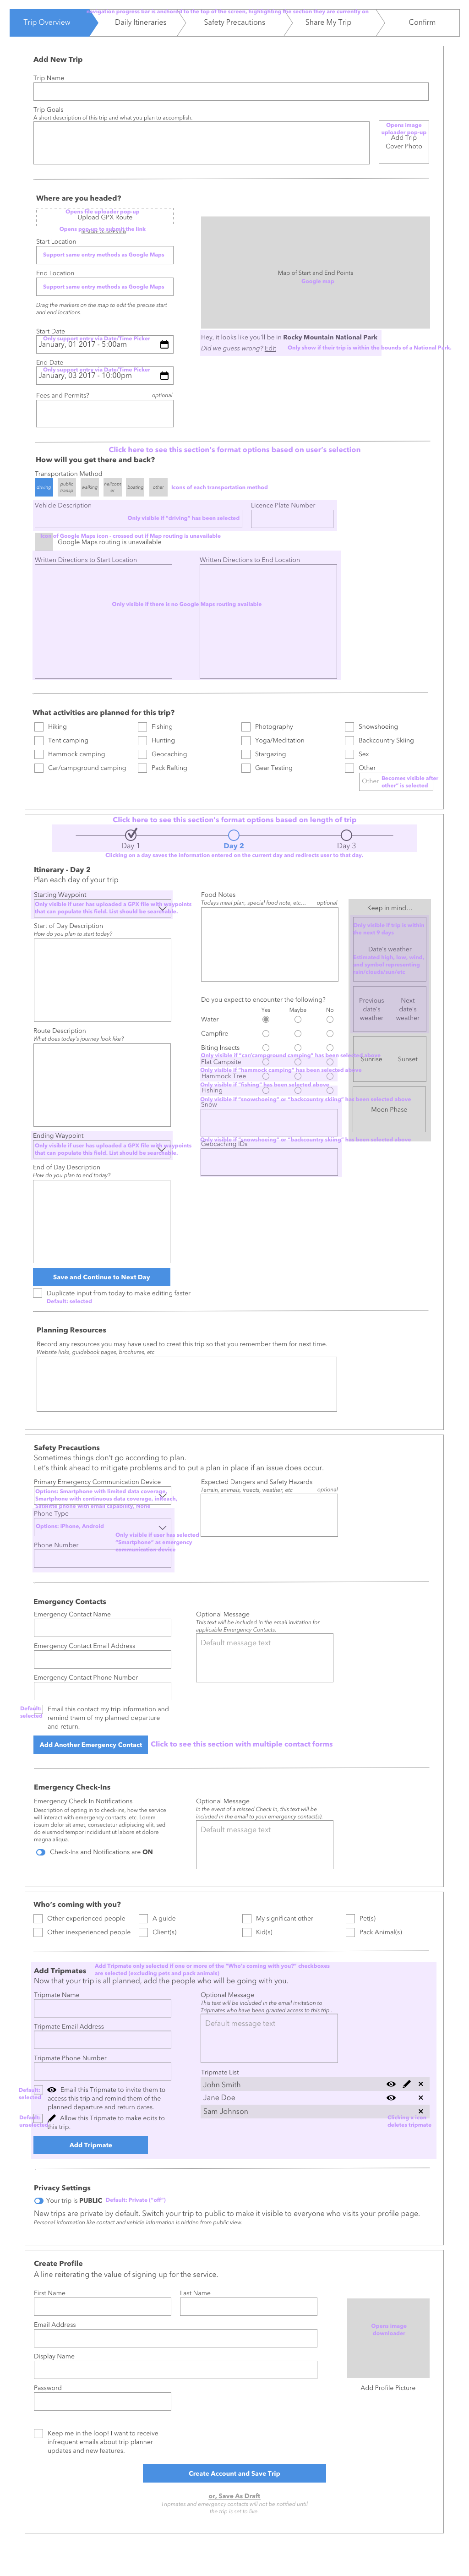 navigation progress bar is anchored to the top of the screen, highlighting the section they are currently on
Trip Overview
Daily Itineraries
Safety Precautions
Share My Trip
Confirm
Add New Trip
Trip Name
Trip Goals
A short description of this trip and what you plan to accomplish.
Opens image
uploader pop-up
Add Trip
Cover Photo
Where are you headed?
Opens file uploader pop-up
Upload GPX Route
Opens pop-up to submit the link
Start Location
Support same entry methods as Google Maps
End Location
Support same entry methods as Google Maps
Drag the markers on the map to edit the precise start
and end locations.
Map of Start and End Points
Google map
Hey, it looks like you'll be in Rocky Mountain National Park
Did we guess wrong? Edit
Only show if their trip is within the bounds of a National Park.
Start Date
Only support entry via Date/Time Picker
January, 01 2017 - 5:00am
End Date
Only support entry via Date/Time Picker
January, 03 2017 - 10:00pm
Fees and Permits?
optional
Click here to see this section's format options based on user's selection
How will you get there and back?
Transportation Method
driving
public
transp
walking
helicopt
er
boating
other
Icons of each transportation method
Vehicle Description
Licence Plate Number
Only visible if "driving" has been selected
Icon of Google Maps icon - crossed out if Map routing is unavailable
Google Maps routing is unavailable
Written Directions to Start Location
Written Directions to End Location
Only visible if there is no Google Maps routing available
What activities are planned for this trip?
Hiking
Fishing
Photography
Snowshoeing
Tent camping
Hunting
Yoga/Meditation
Backcountry Skiing
Hammock camping
Geocaching
Stargazing
Sex
Car/campground camping
Pack Rafting
Gear Testing
Other
Other
Becomes visible after
other" is selected
Click here to see this section's format options based on length of trip
Day 1
Day 2
Day 3
Clicking on a day saves the information entered on the current day and redirects user to that day.
Itinerary - Day 2
Plan each day of your trip
Starting Waypoint
Only visible if user has uploaded a GPX file with waypoints
that can populate this field. List should be searchable.
Start of Day Description
How do you plan to start today?
Route Description
What does today's journey look like?
Ending Waypoint
Only visible if user has uploaded a GPX file with waypoints
that can populate this field. List should be searchable.
End of Day Description
How do you plan to end today?
Food Notes
Todays meal plan, special food note, etc...
optional
Do you expect to encounter the following?
Yes
Maybe
No
Water
Campfire
Biting Insects
Only visible if "car/campground camping" has been selected above
Flat Campsite
Only visible if "hammock camping" has been selected above
Hammock Tree
Only visible if "fishing" has been selected above
Fishing
Only visible if "snowshoeing" or "backcountry skiing" has been selected above
Snow
Only visible if "snowshoeing" or "backcountry skiing" has been selected above
Geocaching IDs
Keep in mind...
Only visible if trip is within
the next 9 days
Date's weather
Estimated high, low, wind,
and symbol representing
rain/clouds/sun/etc
Previous
date's
weather
Next
date's
weather
Sunrise
Sunset
Moon Phase
Save and Continue to Next Day
Duplicate input from today to make editing faster
Default: selected
Planning Resources
Record any resources you may have used to creat this trip so that you remember them for next time.
Website links, guidebook pages, brochures, etc
Safety Precautions
Sometimes things don't go according to plan.
Let's think ahead to mitigate problems and to put a plan in place if an issue does occur.
Primary Emergency Communication Device
Options: Smartphone with limited data coverage,
Smartphone with continuous data coverage, InReach,
Satellite phone with email capability, None
Phone Type
Options: iPhone, Android
Only visible if user has selected
"Smartphone" as emergency
communication device
Phone Number
Expected Dangers and Safety Hazards
Terrain, animals, insects, weather, etc
optional
Emergency Contacts
Emergency Contact Name
Emergency Contact Email Address
Emergency Contact Phone Number
Default:
selected
Email this contact my trip information and
remind them of my planned departure
and return.
Optional Message
This text will be included in the email invitation for
applicable Emergency Contacts.
Default message text
Add Another Emergency Contact
Click to see this section with multiple contact forms
Emergency Check-Ins
Emergency Check In Notifications
Description of opting in to check-ins, how the service
will interact with emergency contacts ,etc. Lorem
ipsum dolor sit amet, consectetur adipisicing elit, sed
do eiusmod tempor incididunt ut labore et dolore
magna aliqua.
Check-Ins and Notifications are ON
Optional Message
In the event of a missed Check In, this text will be
included in the email to your emergency contact(s).
Default message text
Who's coming with you?
Other experienced people
A guide
My significant other
Pet(s)
Other inexperienced people
Client(s)
Kid(s)
Pack Animal(s)
Add Tripmates
Add Tripmate only selected if one or more of the "Who's coming with you?" checkboxes
are selected (excluding pets and pack animals)
Now that your trip is all planned, add the people who will be going with you.
Tripmate Name
Tripmate Email Address
Tripmate Phone Number
Default:
selected
Email this Tripmate to invite them to
access this trip and remind them of the
planned departure and return dates.
Default:
unselected
Allow this Tripmate to make edits to
this trip.
Add Tripmate
Optional Message
This text will be included in the email invitation to
Tripmates who have been granted access to this trip .
Default message text
Tripmate List
John Smith
Jane Doe
Sam Johnson
Clicking x icon
deletes tripmate
Privacy Settings
Your trip is PUBLIC
Default: Private ("off")
New trips are private by default. Switch your trip to public to make it visible to everyone who visits your profile page.
Personal information like contact and vehicle information is hidden from public view.
Create Profile
A line reiterating the value of signing up for the service.
First Name
Last Name
Email Address
Display Name
Password
Opens image
downloader
Add Profile Picture
Keep me in the loop! I want to receive
infrequent emails about trip planner
updates and new features.
Create Account and Save Trip
or, Save As Draft
Tripmates and emergency contacts will not be notified until
the trip is set to live.